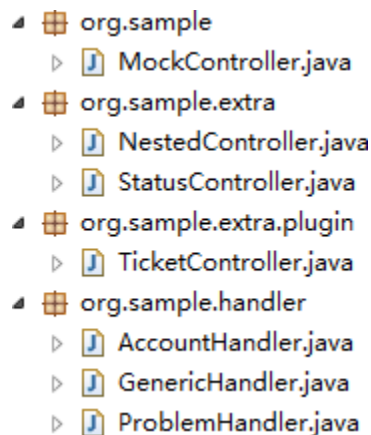 org.sample
MockController.java
org.sample.extra
NestedController.java
StatusController.java
org.sample.extra.plugin
TicketController.java
org.sample.handler
AccountHandler.java
GenericHandler.java
ProblemHandler.java